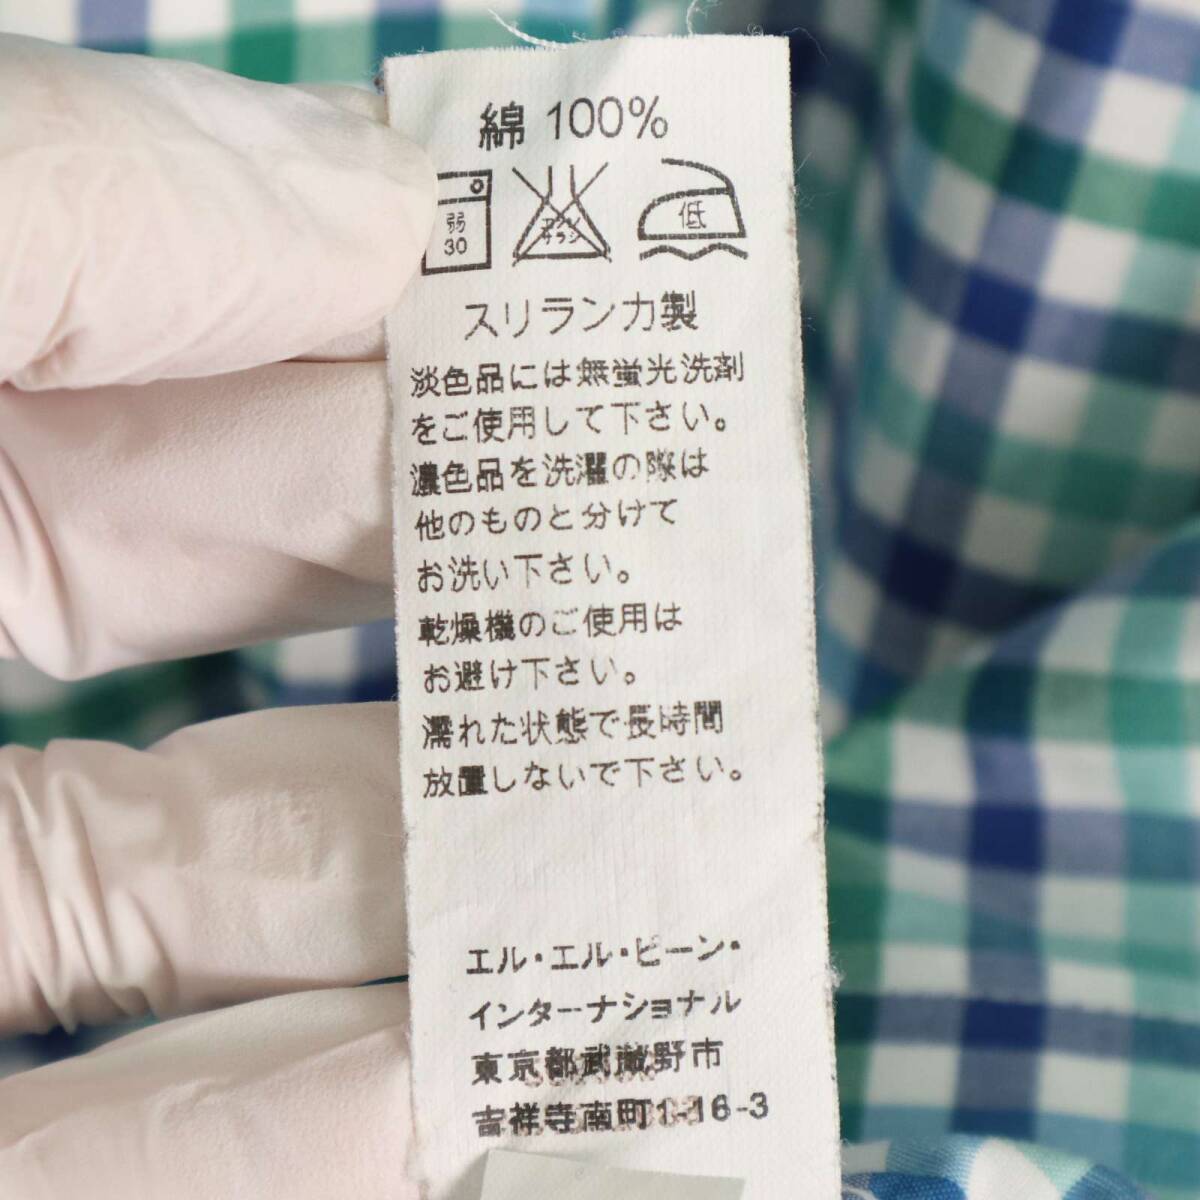 綿 100%
弱
30
エンソ
サラシ
低
スリランカ製
淡色品には無蛍光洗剤
をご使用して下さい。
濃色品を洗濯の際は
他のものと分けて
お洗い下さい。
乾燥機のご使用は
お避け下さい。
濡れた状態で長時間
放置しないで下さい。
エル・エル・ビーン・
インターナショナル
東京都武蔵野市
吉祥寺南町1-16-3